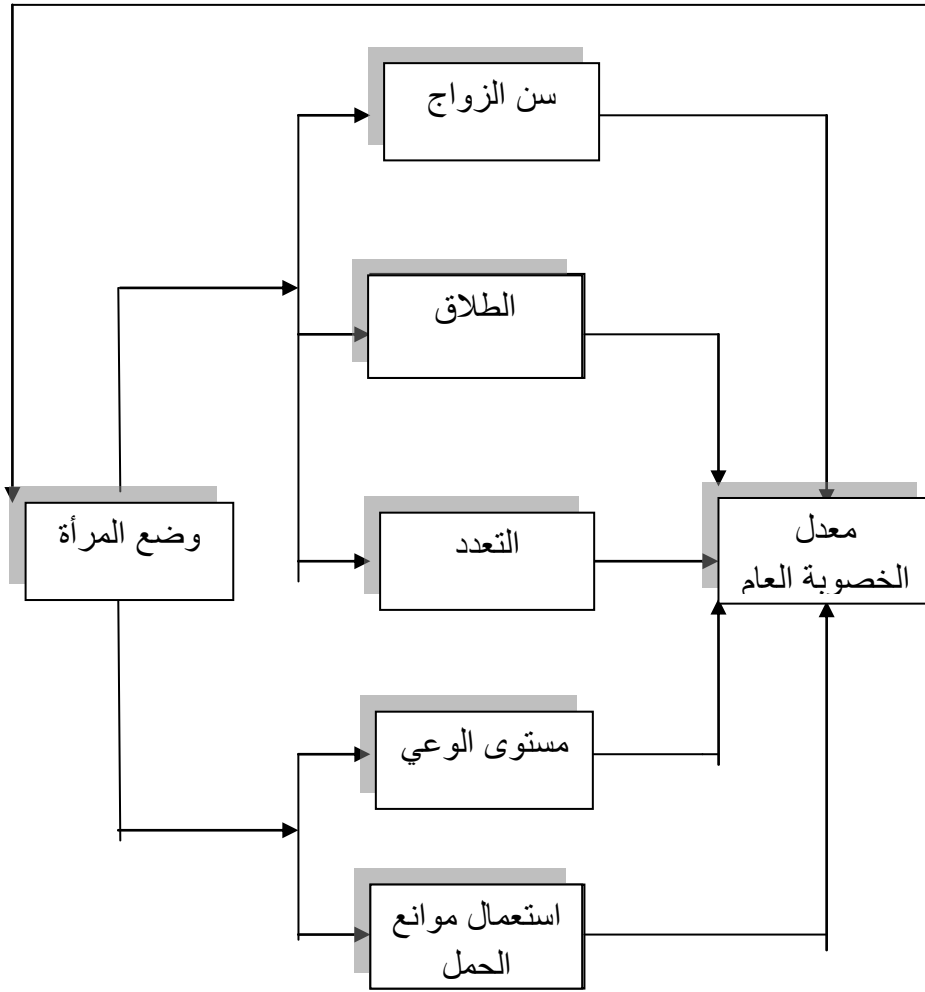 سن الزواج
الطلاق
وضع المرأة
التعدد
معدل
الخصوبة العام
مستوى الوعي
استعمال موانع
الحمل